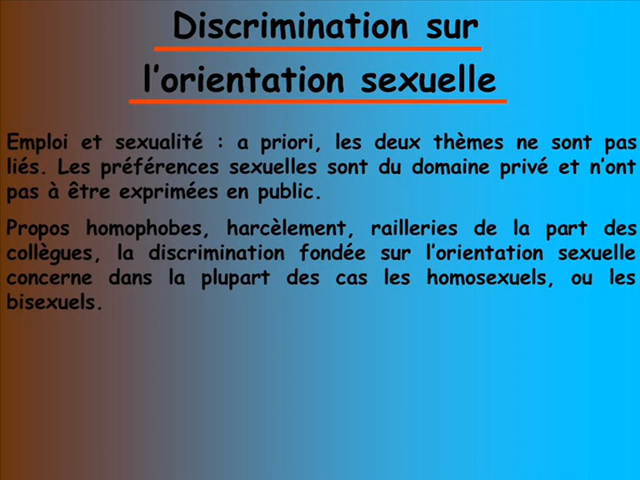 Discrimination sur
l'orientation sexuelle
Emploi et sexualité : a priori, les deux thèmes ne sont pas
liés. Les préférences sexuelles sont du domaine privé et n'ont
pas à être exprimées en public.
Propos homophobes, harcèlement, railleries de la part des
collègues, la discrimination fondée sur l'orientation sexuelle
concerne dans la plupart des cas les homosexuels, ou les
bisexuels.